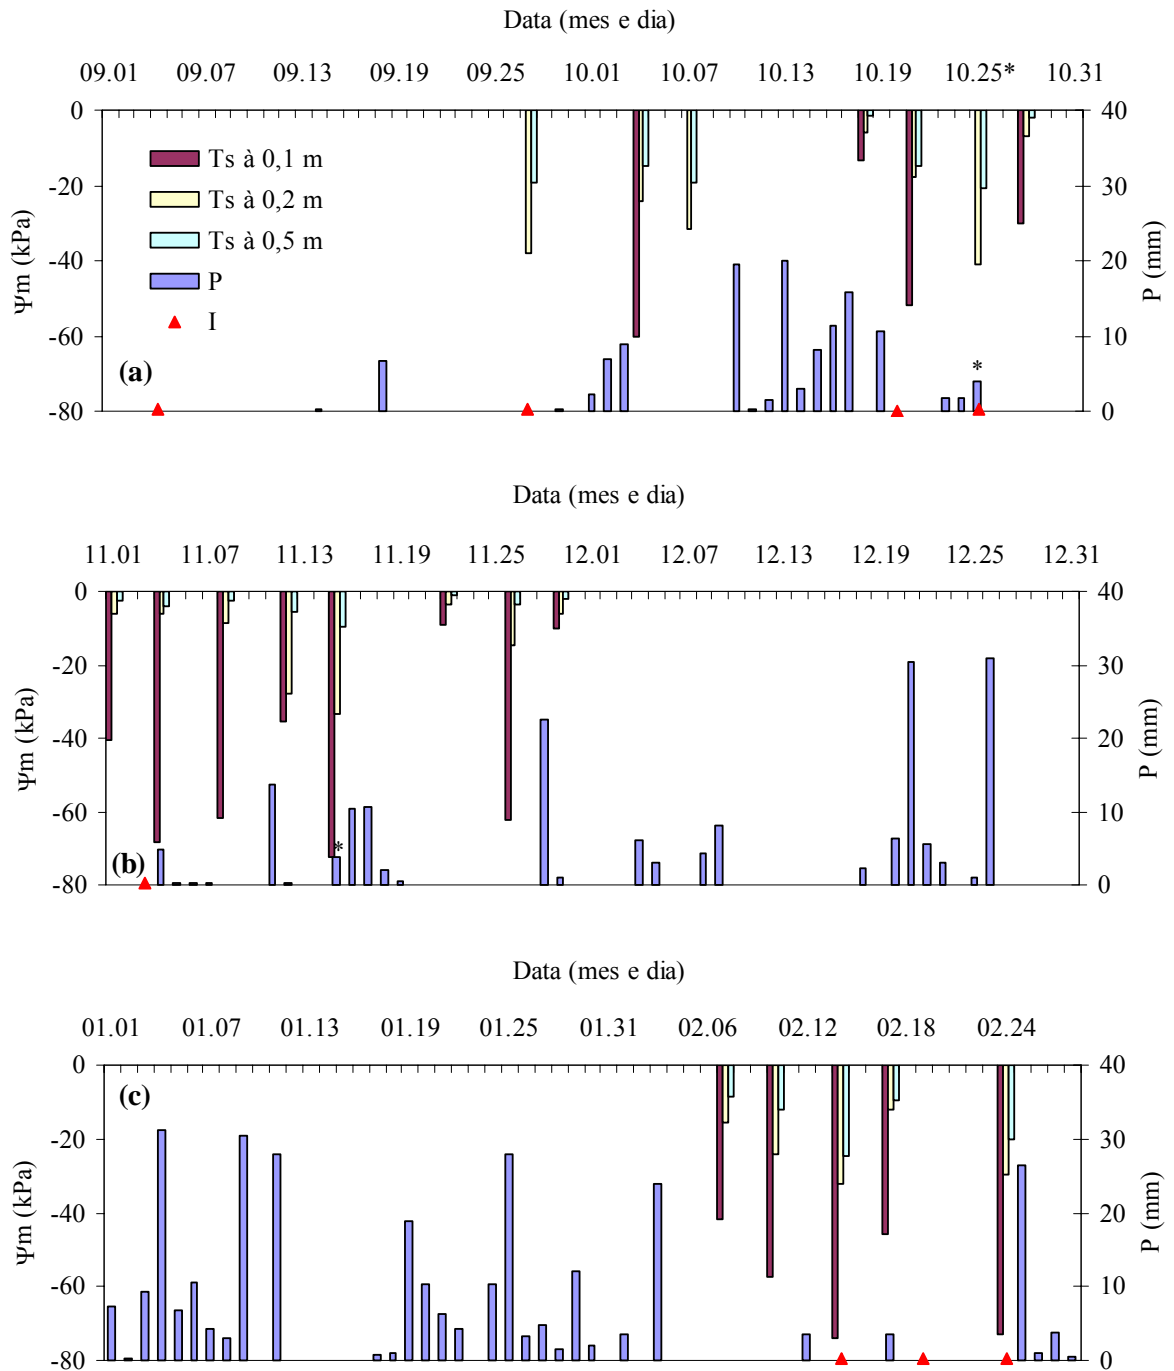 Data (mes e dia)
09.01 09.07 09.13 09.19 09.25 10.01 10.07 10.13 10.19 10.25* 10.31
0 40
Ts à 0,1 m
-20 30
Ts à 0,2 m
Ts à 0,5 m
Ψm (kPa) P (mm)
-40 20
P
I
-60 10
(a) *
-80 0
Data (mes e dia)
11.01 11.07 11.13 11.19 11.25 12.01 12.07 12.13 12.19 12.25 12.31
0 40
-20 30
Ψm (kPa) P (mm)
-40 20
-60 10
(b) *
-80 0
Data (mes e dia)
01.01 01.07 01.13 01.19 01.25 01.31 02.06 02.12 02.18 02.24
0 40
(c)
-20 30
Ψm (kPa) P (mm)
-40 20
-60 10
-80 0